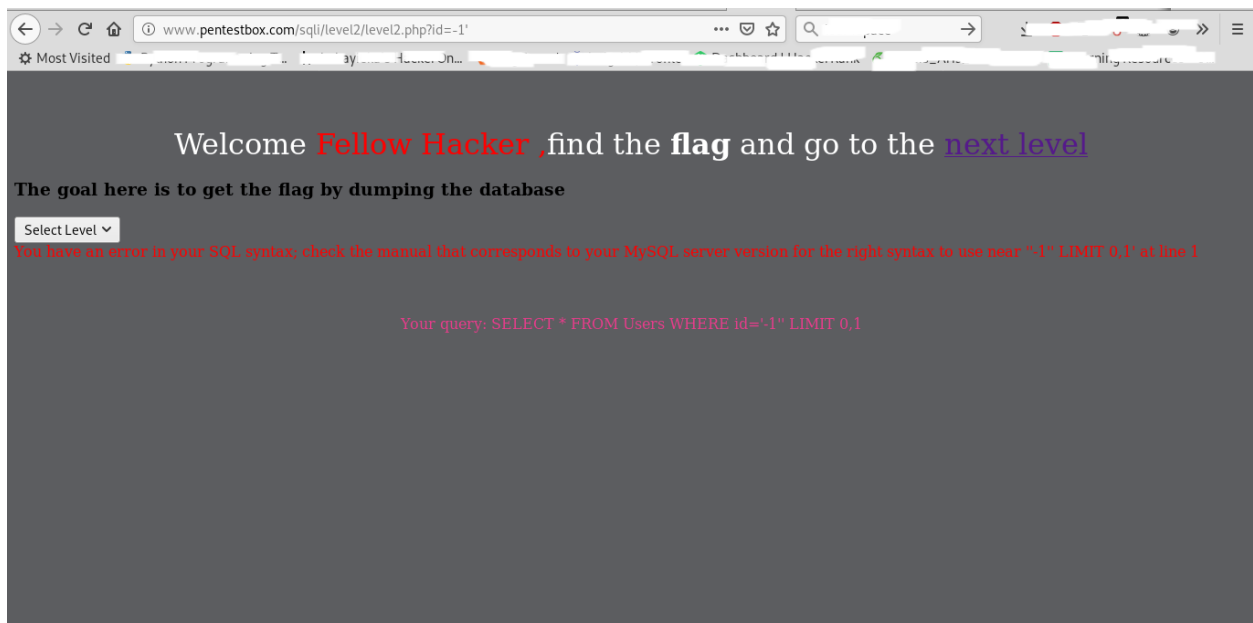 www.pentestbox.com/sqli/level2/level2.php?id=-1'
Most Visited
Welcome Fellow Hacker ,find the flag and go to the next level
The goal here is to get the flag by dumping the database
Select Level
You have an error in your SQL syntax; check the manual that corresponds to your MySQL server version for the right syntax to use near ''-1'' LIMIT 0,1' at line 1
Your query: SELECT * FROM Users WHERE id='-1'' LIMIT 0,1